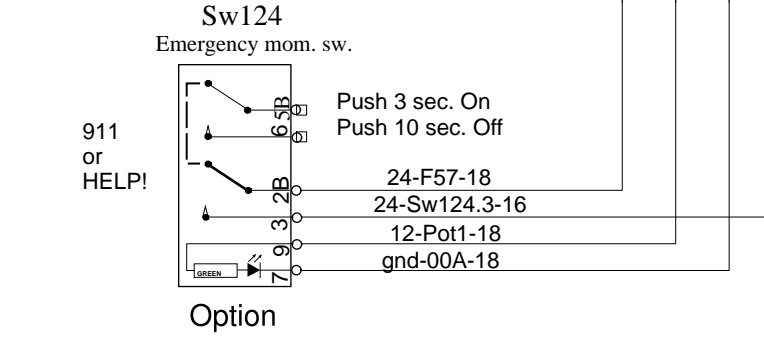 Sw124
Emergency mom. sw.
911
or
HELP!
5B
6
2B
3
9
7
GREEN
Push 3 sec. On
Push 10 sec. Off
24-F57-18
24-Sw124.3-16
12-Pot1-18
gnd-00A-18
Option